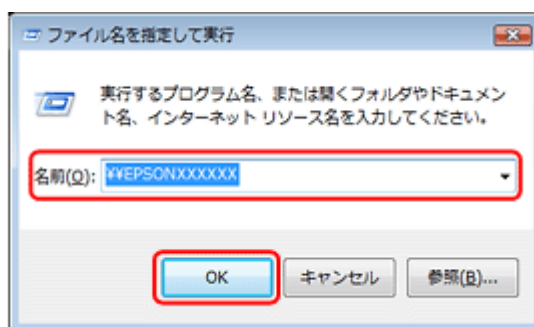 ファイル名を指定して実行
実行するプログラム名、または開くフォルダやドキュメン
ト名、インターネット リソース名を入力してください。
名前(O): ¥¥EPSONXXXXXX
OK キャンセル 参照(B)...